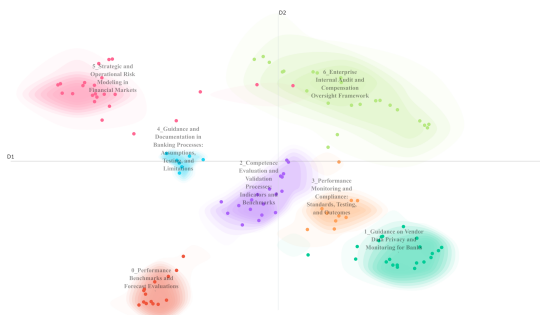 D2
5_Strategic and
Operational Risk
Modeling in
Financial Markets
6_Enterprise
Internal Audit and
Compensation
Oversight Framework
4_Guidance and
Documentation in
Banking Processes:
Assumptions,
Testing, and
Limitations
D1
2_Competence
Evaluation and
Validation
Processes:
Indicators and
Benchmarks
3_Performance
Monitoring and
Compliance:
Standards, Testing,
and Outcomes
1_Guidance on Vendor
Data Privacy and
Monitoring for Banks
0_Performance
Benchmarks and
Forecast Evaluations